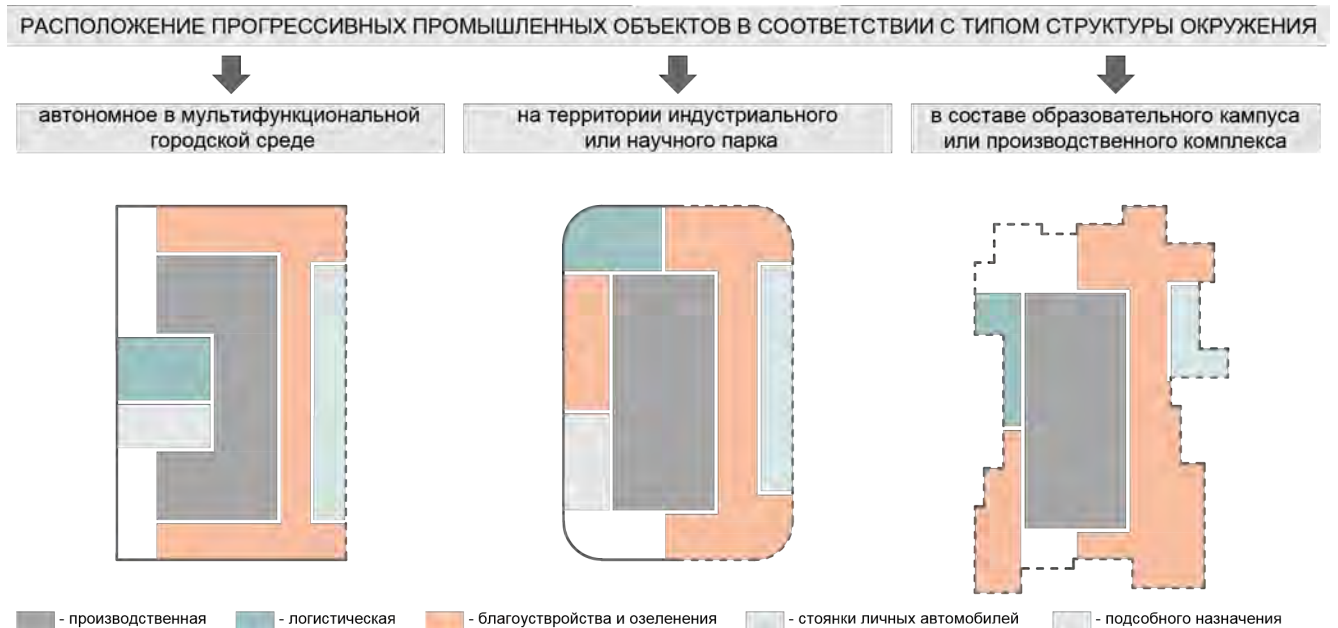 РАСПОЛОЖЕНИЕ ПРОГРЕССИВНЫХ ПРОМЫШЛЕННЫХ ОБЪЕКТОВ В СООТВЕТСТВИИ С ТИПОМ СТРУКТУРЫ ОКРУЖЕНИЯ
автономное в мультифункциональной
городской среде
на территории индустриального
или научного парка
в составе образовательного кампуса
или производственного комплекса
- производственная
- логистическая
- благоустройства и озеленения
- стоянки личных автомобилей
- подсобного назначения